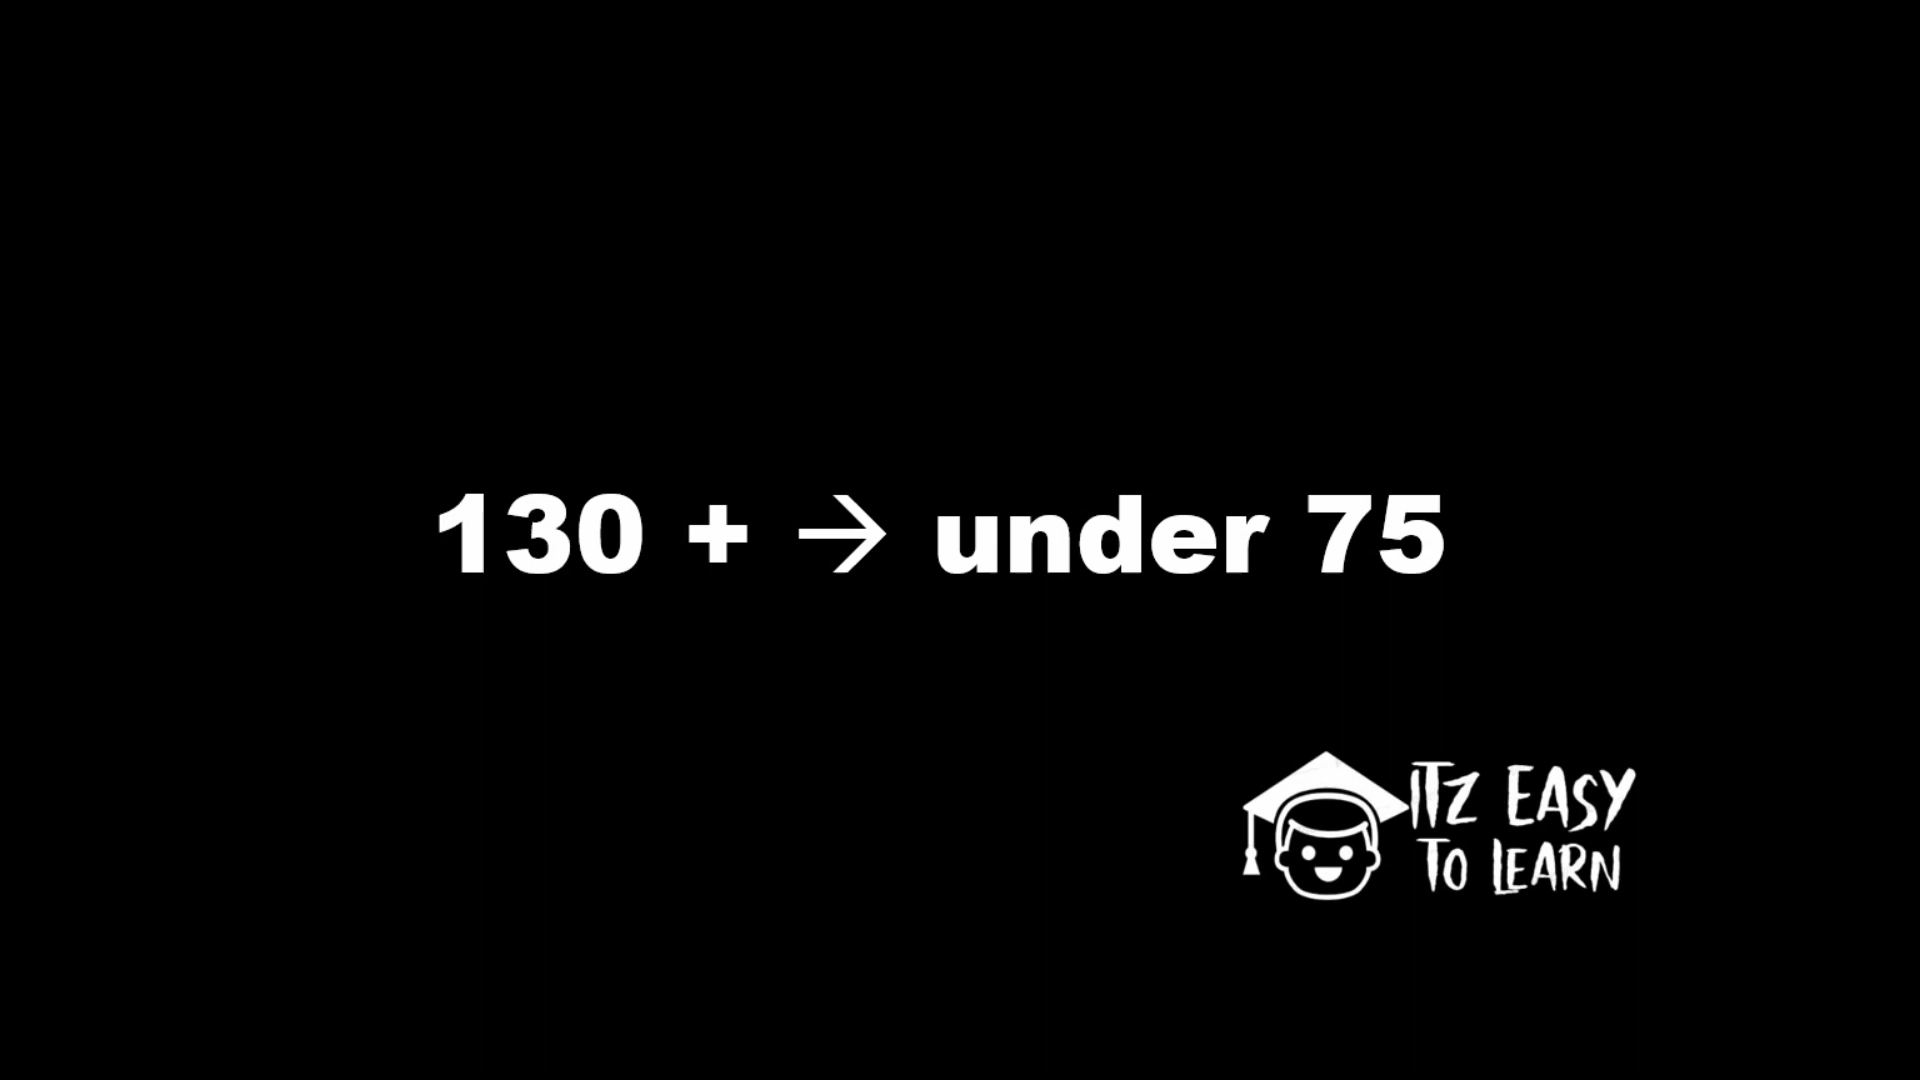 130 + → under 75
ITZ EASY
TO LEARN